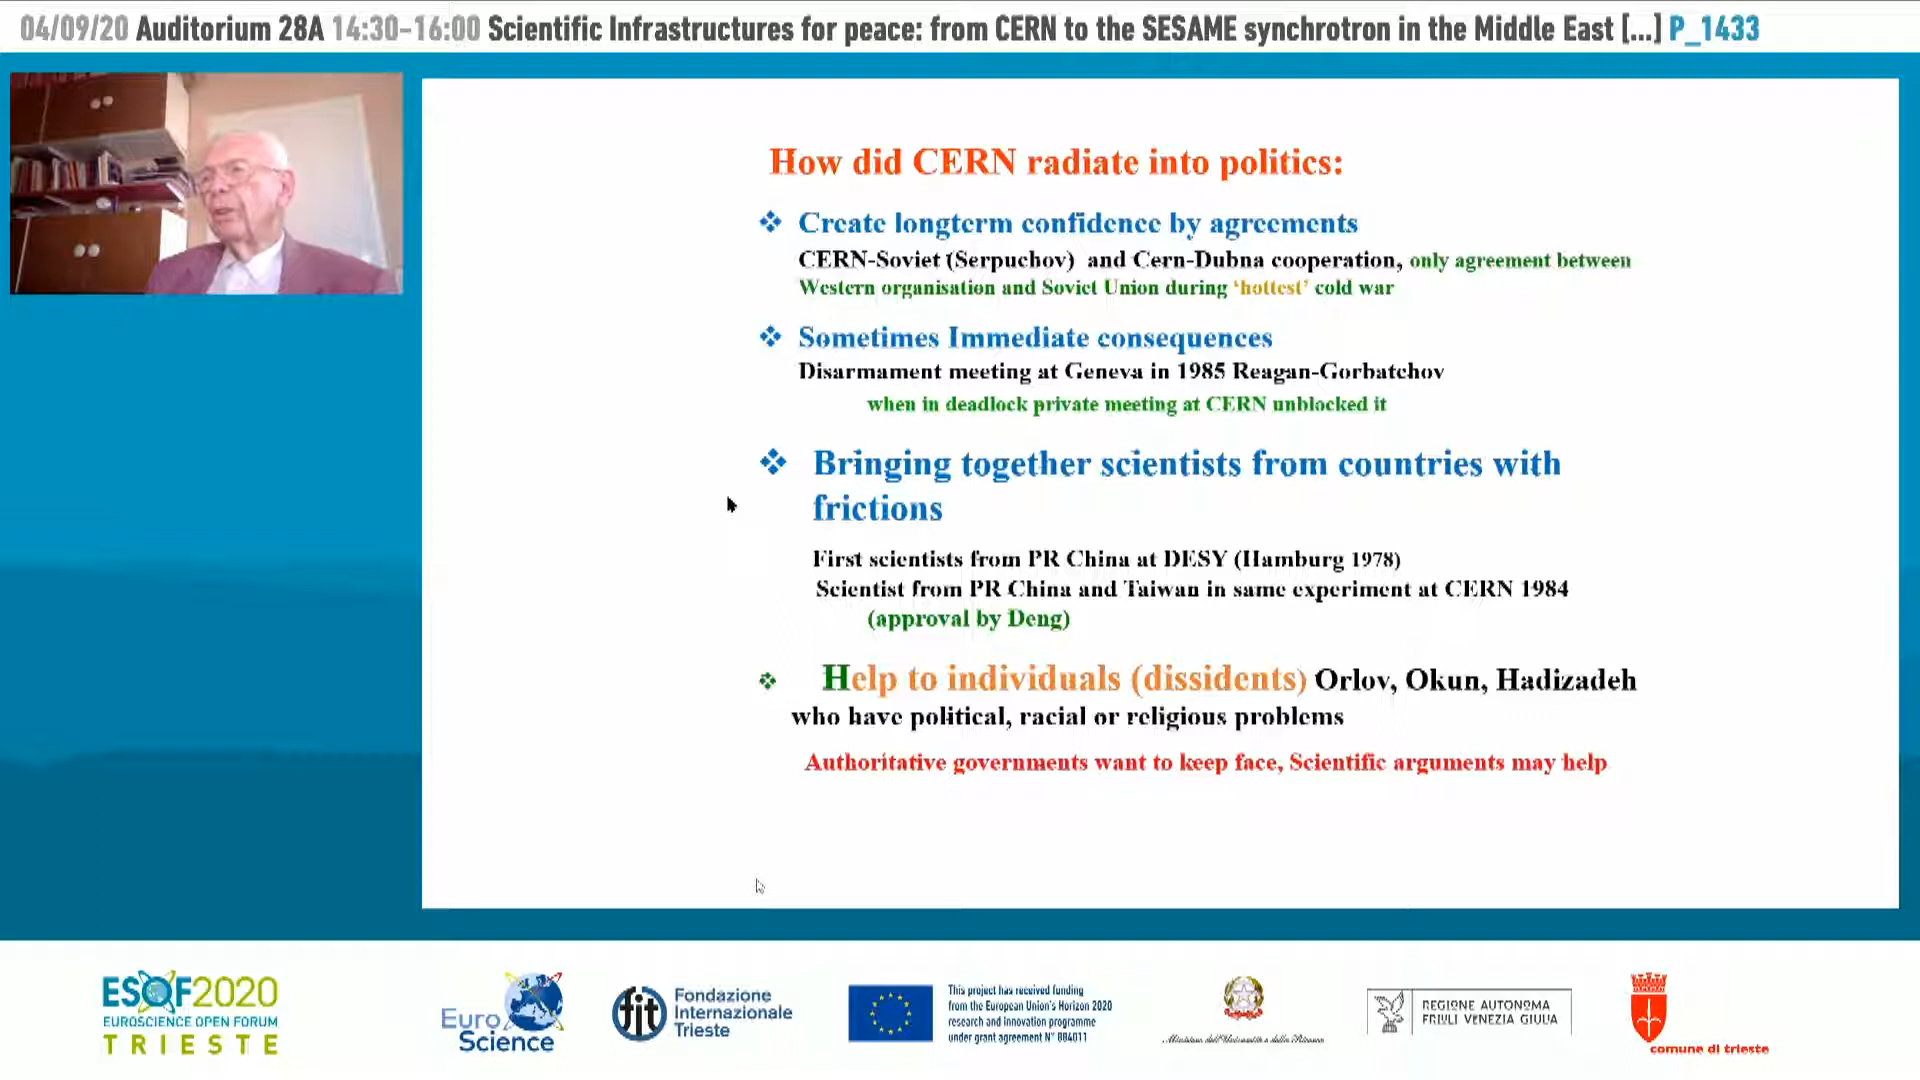 04/09/20 Auditorium 28A 14:30-16:00 Scientific Infrastructures for peace: from CERN to the SESAME synchrotron in the Middle East [...] P_1433
How did CERN radiate into politics:
❖ Create longterm confidence by agreements
CERN-Soviet (Serpuchov) and Cern-Dubna cooperation, only agreement between
Western organisation and Soviet Union during ‘hottest’ cold war
❖ Sometimes Immediate consequences
Disarmament meeting at Geneva in 1985 Reagan-Gorbatchov
when in deadlock private meeting at CERN unblocked it
❖ Bringing together scientists from countries with
frictions
First scientists from PR China at DESY (Hamburg 1978)
Scientist from PR China and Taiwan in same experiment at CERN 1984
(approval by Deng)
❖ Help to individuals (dissidents) Orlov, Okun, Hadizadeh
who have political, racial or religious problems
Authoritative governments want to keep face, Scientific arguments may help
ESOF2020
EUROSCIENCE OPEN FORUM
TRIESTE
Euro
Science
fit
Fondazione
Internazionale
Trieste
This project has received funding
from the European Union's Horizon 2020
research and innovation programme
under grant agreement N° 884011
Ministero dell'Università e della Ricerca
REGIONE AUTONOMA
FRIULI VENEZIA GIULIA
comune di trieste